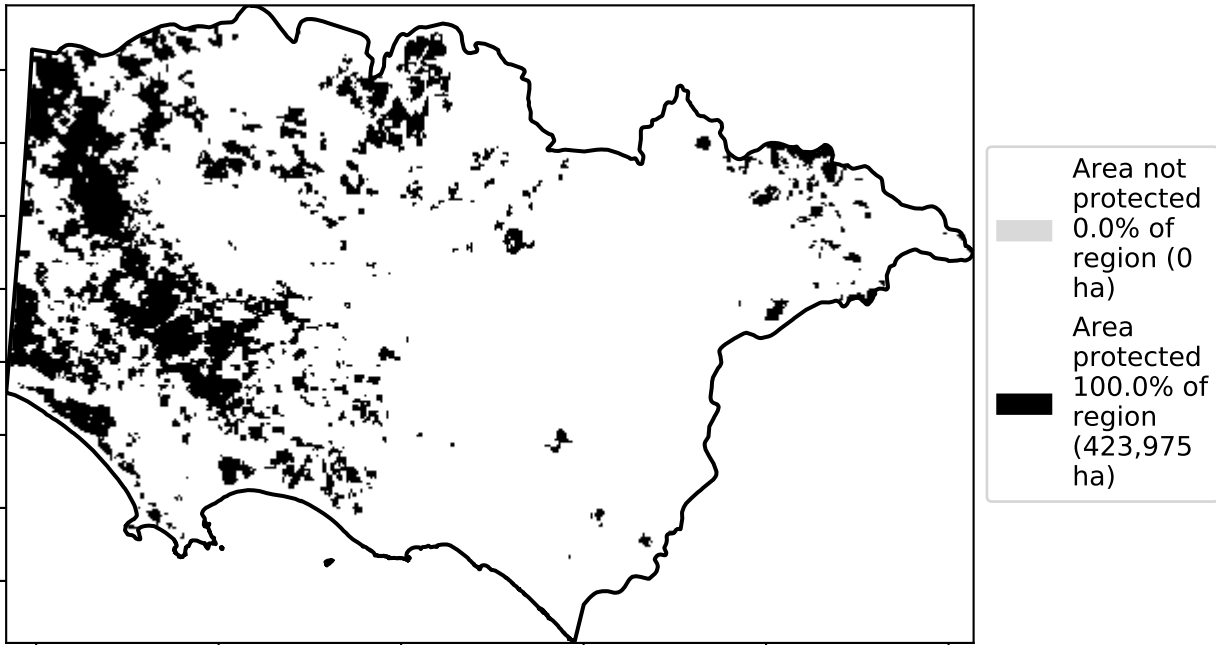 Area not
protected
0.0% of
region (0
ha)
Area
protected
100.0% of
region
(423,975
ha)